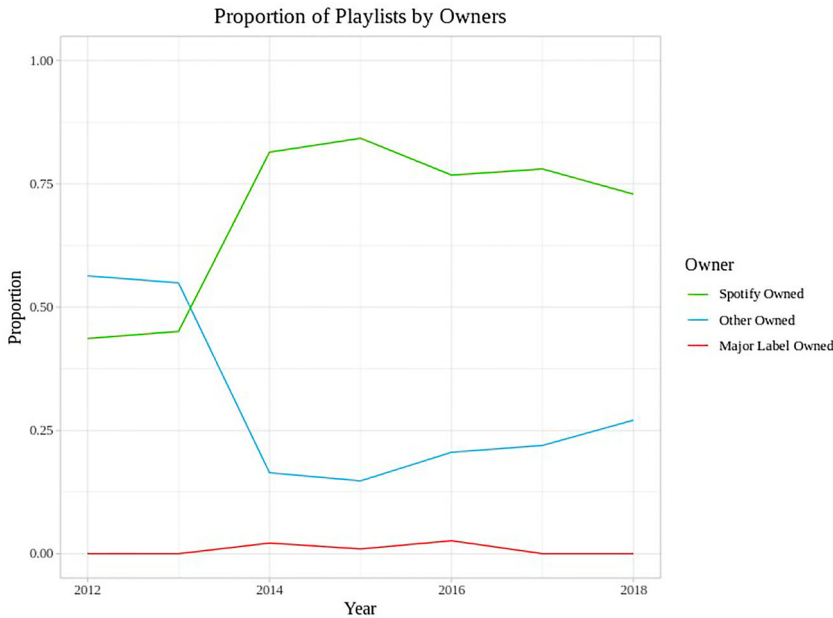 Proportion of Playlists by Owners
1.00
0.75
0.50
0.25
0.00
Proportion
2012 2014 2016 2018
Year
Owner
Spotify Owned
Other Owned
Major Label Owned